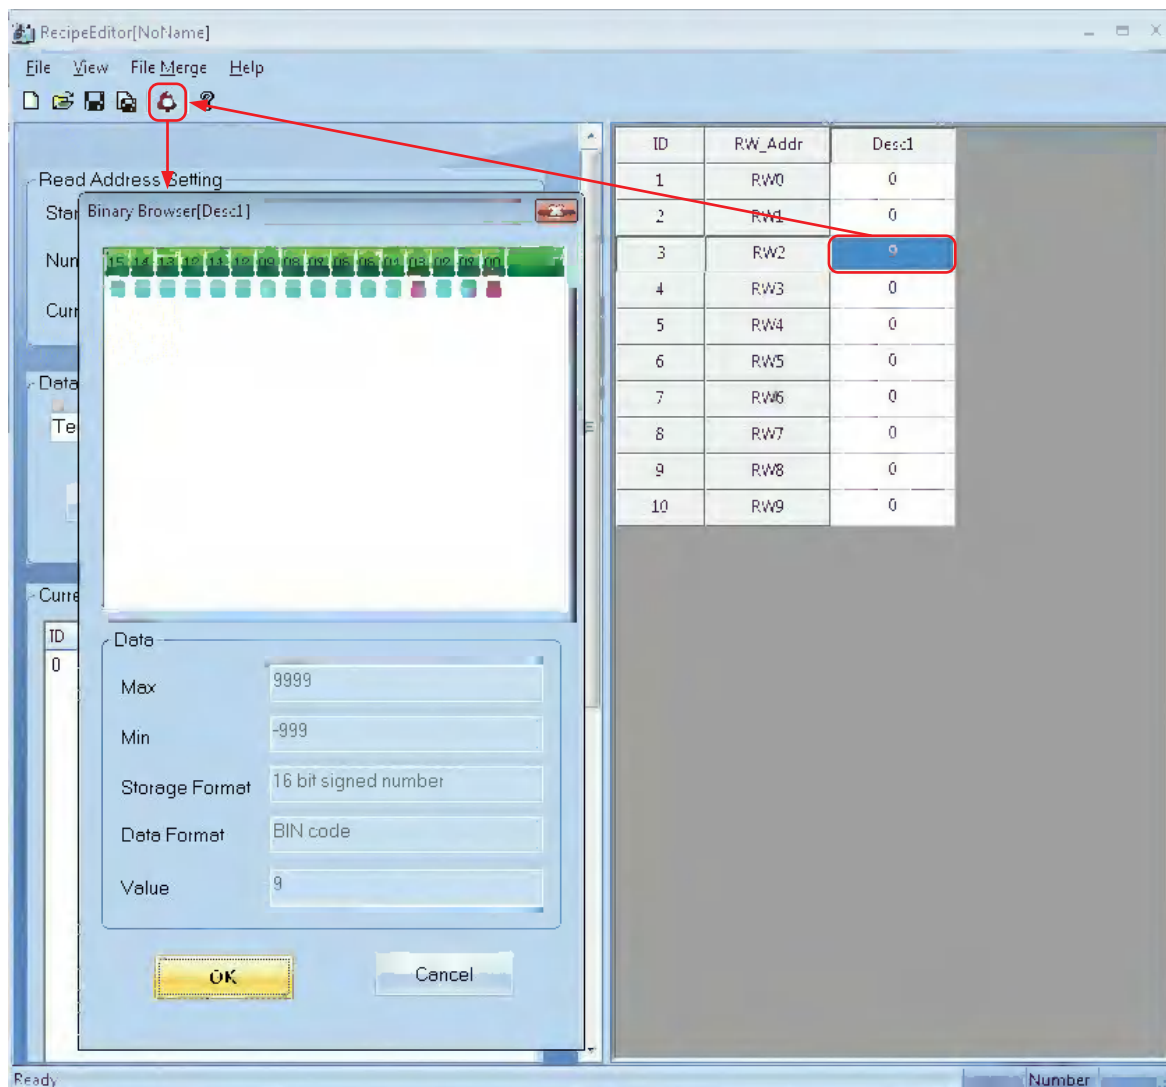 RecipeEditor[NoName]
File View File Merge Help
Read Address Setting
Star
Num
Curr
Data
Te
Curre
ID
0
Binary Browser[Desc1]
15 14 13 12 11 10 09 08 07 06 05 04 03 02 01 00
Data
Max 9999
Min -999
Storage Format 16 bit signed number
Data Format BIN code
Value 9
OK Cancel
ID RW_Addr Desc1
1 RW0 0
2 RW1 0
3 RW2 9
4 RW3 0
5 RW4 0
6 RW5 0
7 RW6 0
8 RW7 0
9 RW8 0
10 RW9 0
Ready Number